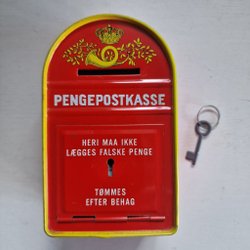 PENGEPOSTKASSE
HERI MAA IKKE
LÆGGES FALSKE PENGE
TØMMES
EFTER BEHAG